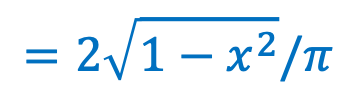 = 2√(1 − x²)/π